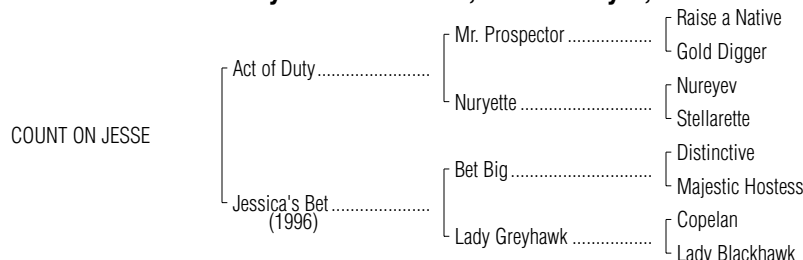 Raise a Native
Mr. Prospector ..................
Gold Digger
Act of Duty........................
Nureyev
Nuryette ............................
Stellarette
COUNT ON JESSE
Distinctive
Bet Big...............................
Majestic Hostess
Jessica's Bet .....................
(1996)
Copelan
Lady Greyhawk .................
Lady Blackhawk